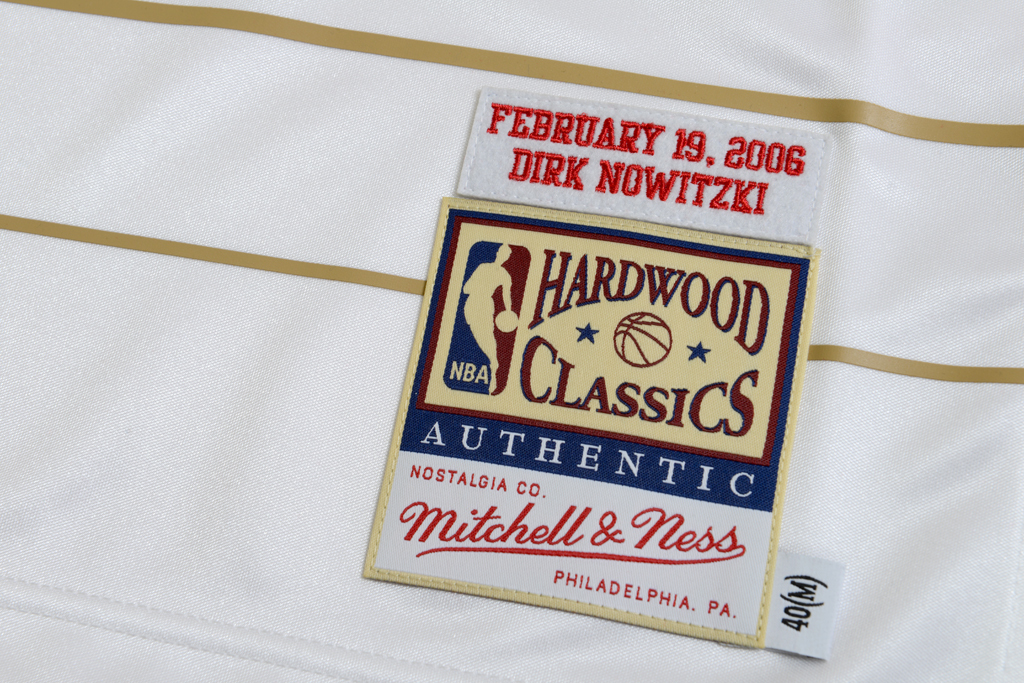 FEBRUARY 19, 2006
DIRK NOWITZKI
NBA
HARDWOOD
CLASSICS
AUTHENTIC
NOSTALGIA CO.
Mitchell & Ness
PHILADELPHIA. PA.
40(M)